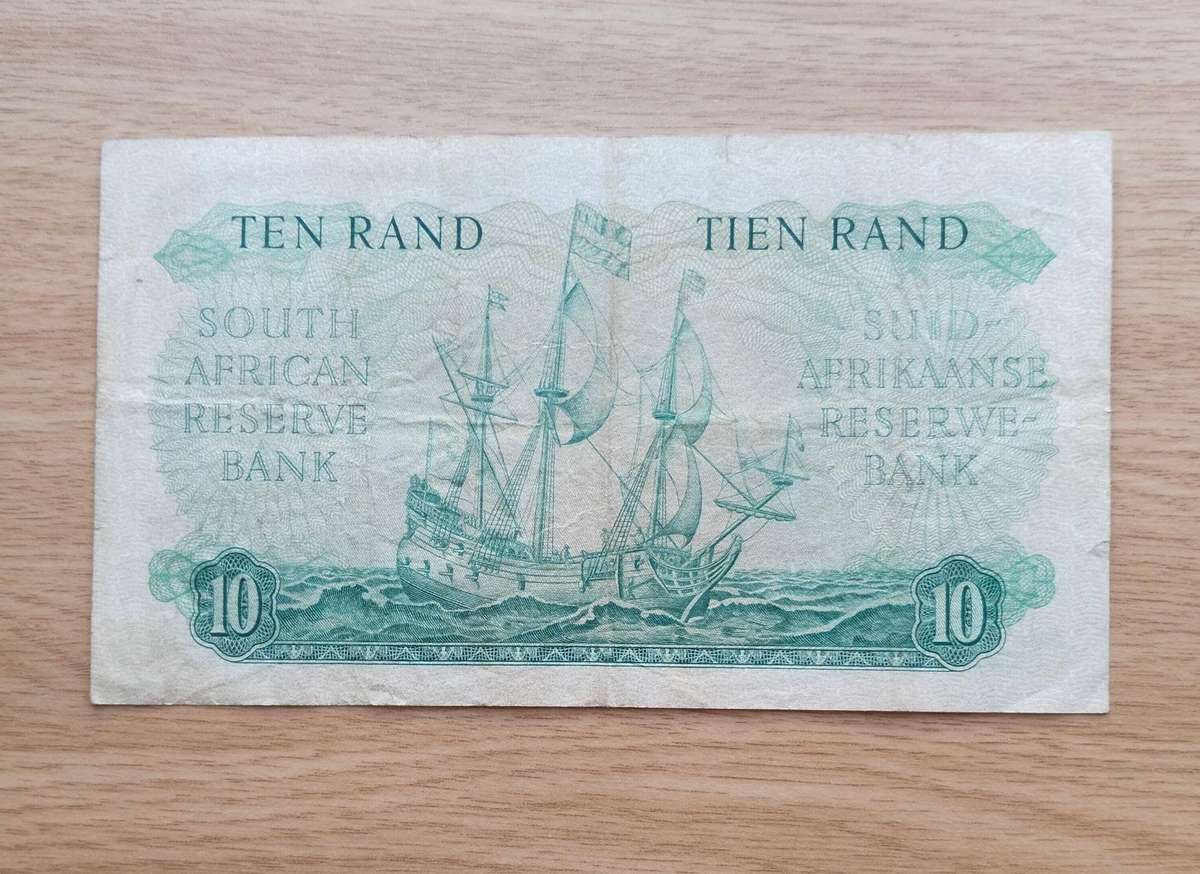 TEN RAND
TIEN RAND
SOUTH
AFRICAN
RESERVE
BANK
SUID-
AFRIKAANSE
RESERWE-
BANK
10
10